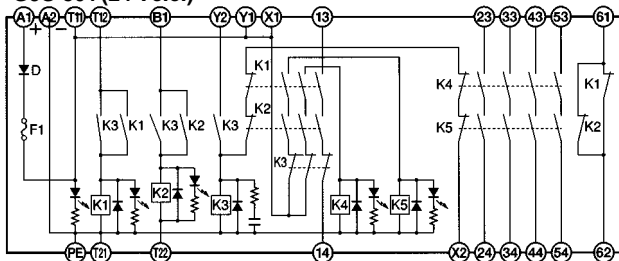 A1 A2 T11 T12 B1 Y2 Y1 X1 13 23 33 43 53 61
+ −
D K1 K4 K1
F1 K3 K1 K3 K2 K3 K2 K5 K2
K3
K1 K2 K3 K4 K5
PE T21 T22 14 X2 24 34 44 54 62